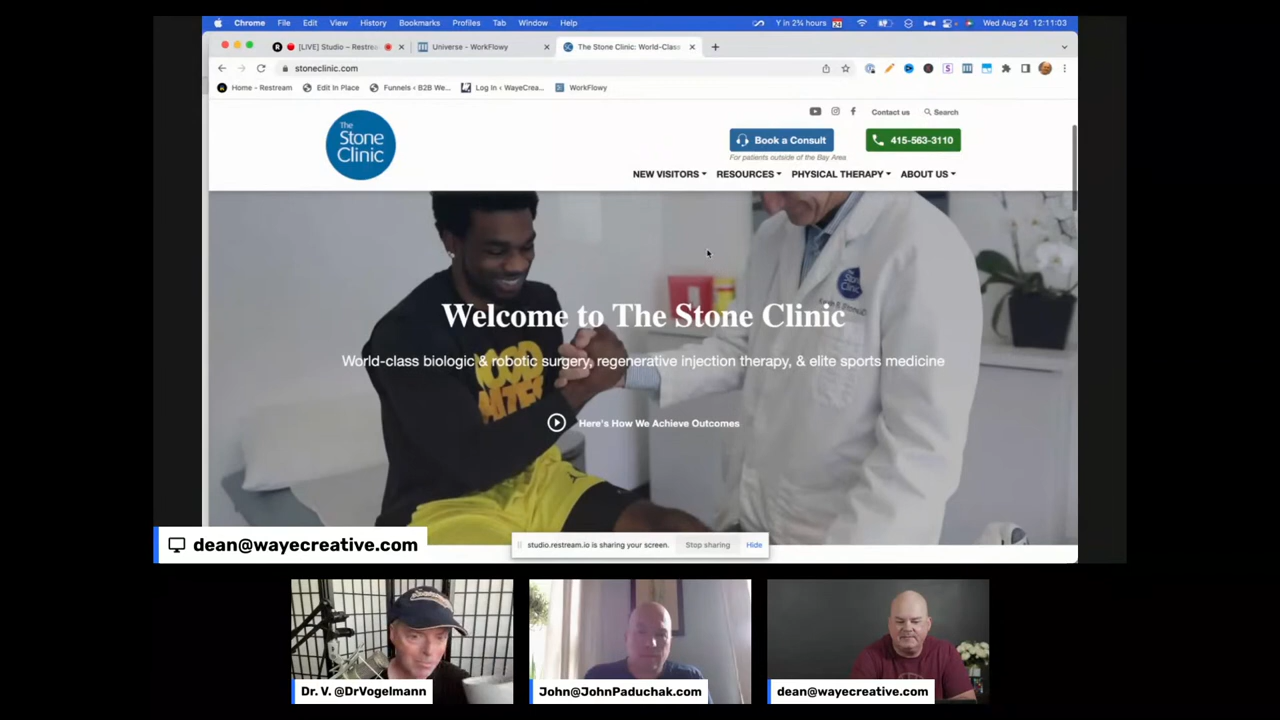 Chrome File Edit View History Bookmarks Profiles Tab Window Help
Y in 2¾ hours 24 Wed Aug 24 12:11:03
[LIVE] Studio – Restrea Universe - WorkFlowy The Stone Clinic: World-Class
stoneclinic.com
Home - Restream Edit In Place Funnels ‹ B2B We... Log In ‹ WayeCrea... WorkFlowy
Contact us Search
The
Stone
Clinic
Book a Consult 415-563-3110
For patients outside of the Bay Area
NEW VISITORS RESOURCES PHYSICAL THERAPY ABOUT US
Stone
Clinic
Welcome to The Stone Clinic
World-class biologic & robotic surgery, regenerative injection therapy, & elite sports medicine
Here's How We Achieve Outcomes
dean@wayecreative.com
studio.restream.io is sharing your screen. Stop sharing Hide
Dr. V. @DrVogelmann
John@JohnPaduchak.com
dean@wayecreative.com